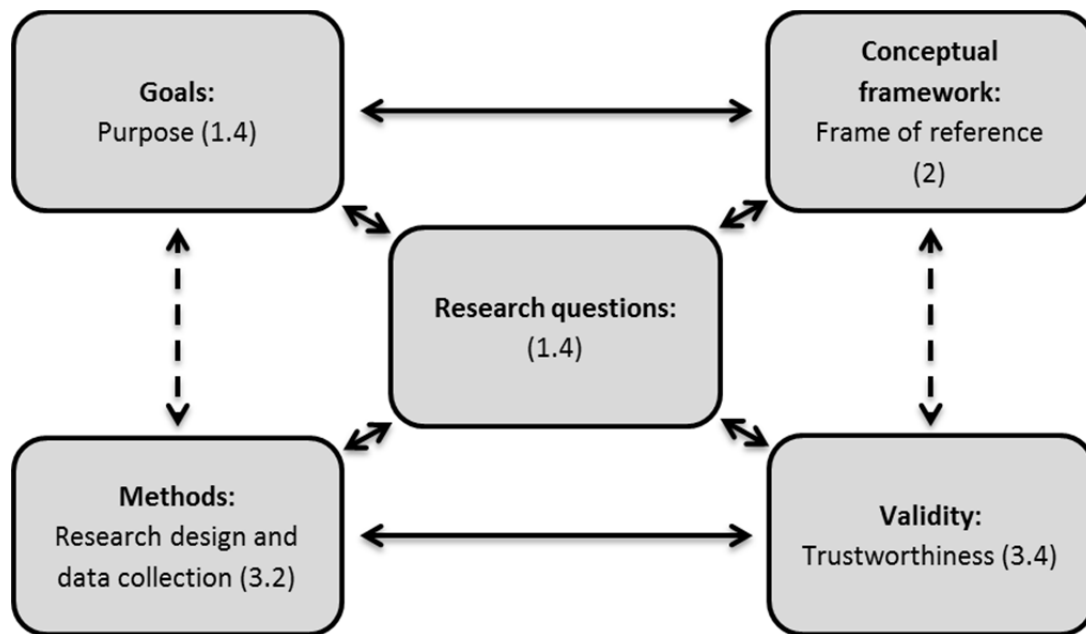 Goals:
Purpose (1.4)
Conceptual
framework:
Frame of reference
(2)
Research questions:
(1.4)
Methods:
Research design and
data collection (3.2)
Validity:
Trustworthiness (3.4)